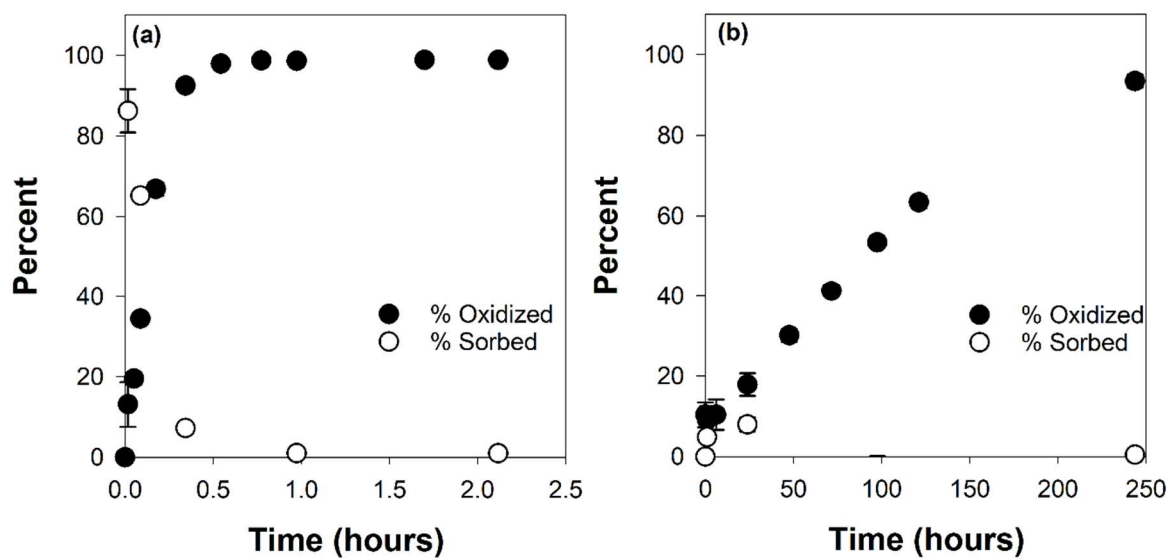 (a)
Percent
100
80
60
40
20
0
% Oxidized
% Sorbed
0.0 0.5 1.0 1.5 2.0 2.5
Time (hours)
(b)
Percent
100
80
60
40
20
0
% Oxidized
% Sorbed
0 50 100 150 200 250
Time (hours)